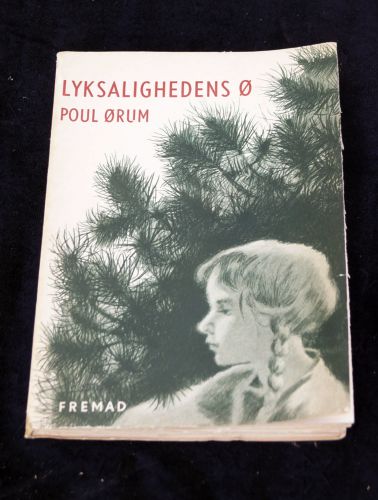 LYKSALIGHEDENS Ø
POUL ØRUM
FREMAD